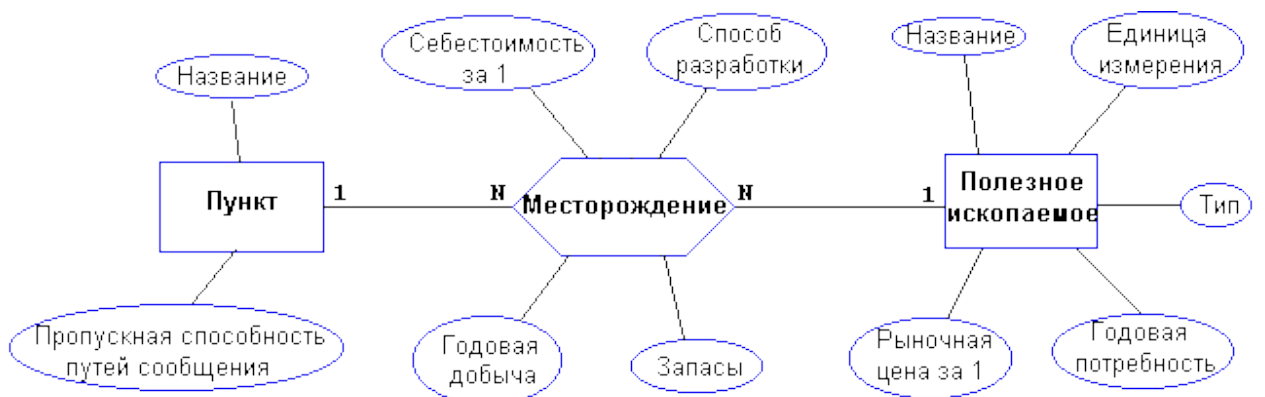 Название
Себестоимость
за 1
Способ
разработки
Название
Единица
измерения
Пункт
1
N
Месторождение
N
1
Полезное
ископаемое
Тип
Пропускная способность
путей сообщения
Годовая
добыча
Запасы
Рыночная
цена за 1
Годовая
потребность